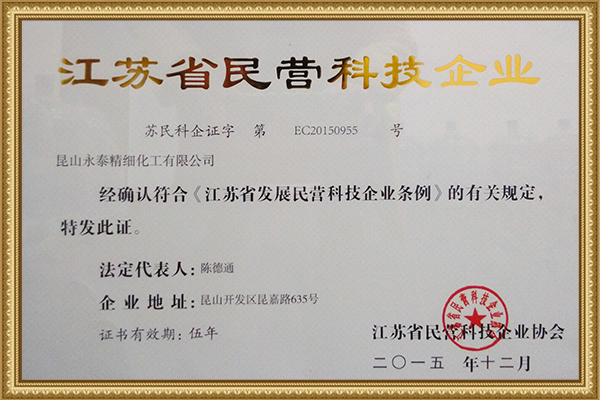 江苏省民营科技企业
苏民科企证字 第 EC20150955 号
昆山永泰精细化工有限公司
经确认符合《江苏省发展民营科技企业条例》的有关规定，
特发此证。
法定代表人：陈德通
企业地址：昆山开发区昆嘉路635号
证书有效期：伍年
江苏省民营科技企业协会
二〇一五 年十二月